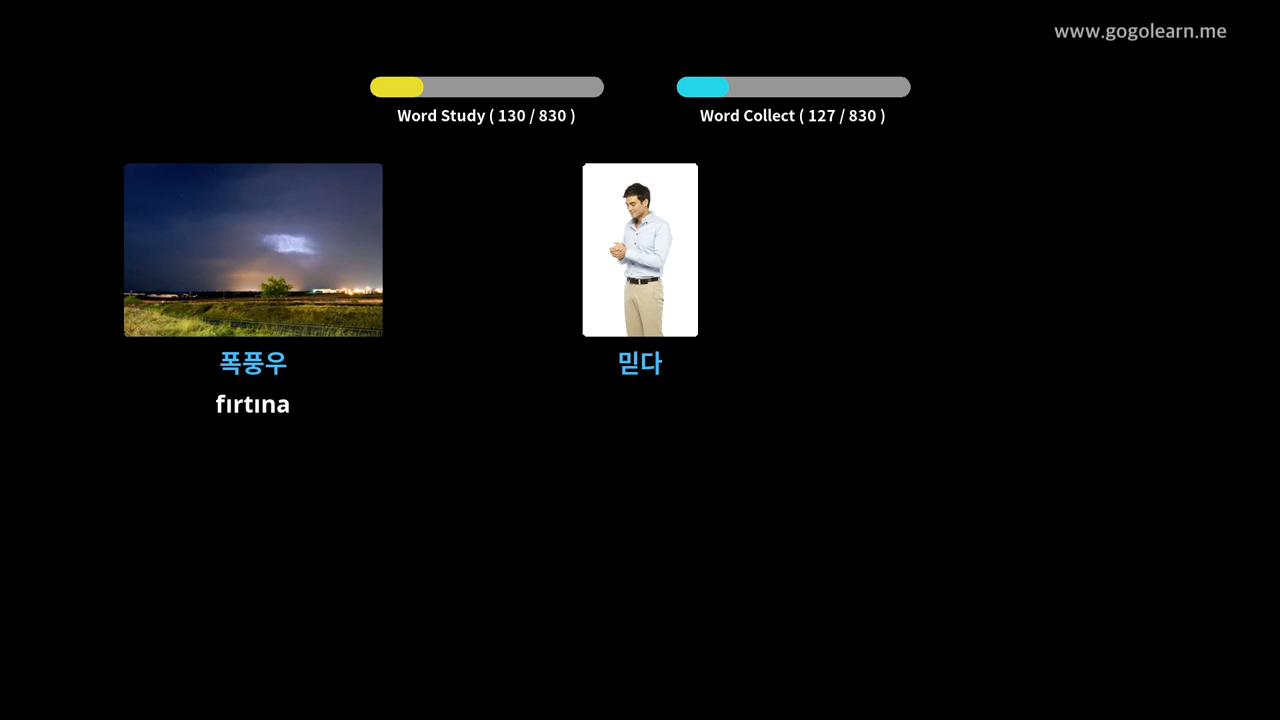 www.gogolearn.me
Word Study ( 130 / 830 )
Word Collect ( 127 / 830 )
폭풍우
fırtına
믿다